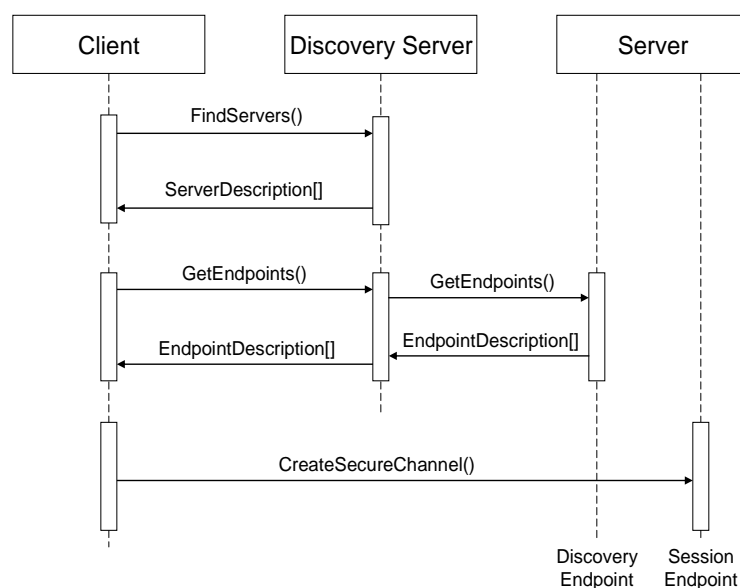 Client
Discovery Server
Server
FindServers()
ServerDescription[]
GetEndpoints()
GetEndpoints()
EndpointDescription[]
EndpointDescription[]
CreateSecureChannel()
Discovery
Endpoint
Session
Endpoint